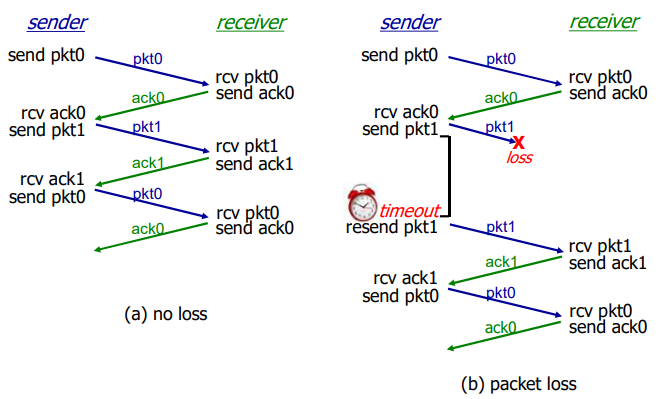 sender
receiver
send pkt0
pkt0
rcv pkt0
send ack0
ack0
rcv ack0
send pkt1
pkt1
rcv pkt1
send ack1
ack1
rcv ack1
send pkt0
pkt0
rcv pkt0
send ack0
ack0
(a) no loss
sender
receiver
send pkt0
pkt0
rcv pkt0
send ack0
ack0
rcv ack0
send pkt1
pkt1
X
loss
timeout
resend pkt1
pkt1
rcv pkt1
send ack1
ack1
rcv ack1
send pkt0
pkt0
rcv pkt0
send ack0
ack0
(b) packet loss